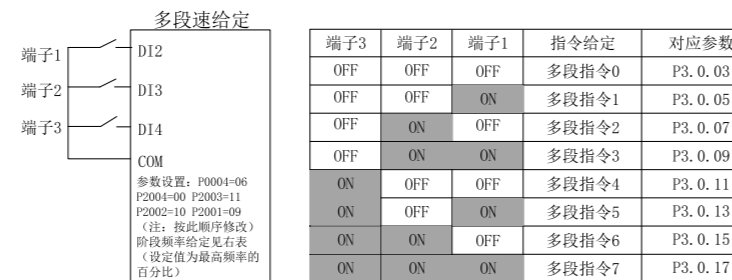 多段速给定
端子1
DI2
端子2
DI3
端子3
DI4
COM
参数设置：P0004=06
P2004=00 P2003=11
P2002=10 P2001=09
（注：按此顺序修改）
阶段频率给定见右表
（设定值为最高频率的
百分比）
端子3 端子2 端子1 指令给定 对应参数
OFF OFF OFF 多段指令0 P3.0.03
OFF OFF ON 多段指令1 P3.0.05
OFF ON OFF 多段指令2 P3.0.07
OFF ON ON 多段指令3 P3.0.09
ON OFF OFF 多段指令4 P3.0.11
ON OFF ON 多段指令5 P3.0.13
ON ON OFF 多段指令6 P3.0.15
ON ON ON 多段指令7 P3.0.17